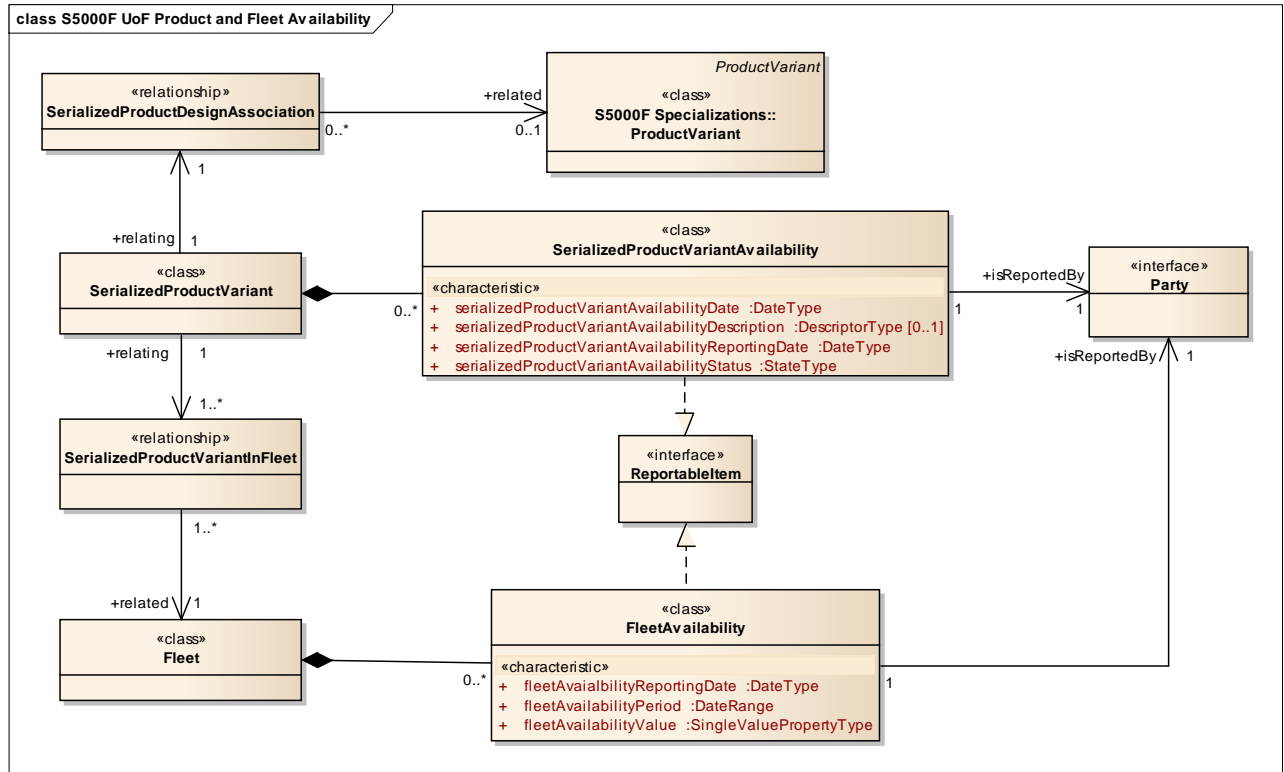 class S5000F UoF Product and Fleet Availability
«relationship»
SerializedProductDesignAssociation
0..*
+related
0..1
ProductVariant
«class»
S5000F Specializations::
ProductVariant
1
+relating 1
«class»
SerializedProductVariant
0..*
«class»
SerializedProductVariantAvailability
«characteristic»
+ serializedProductVariantAvailabilityDate :DateType
+ serializedProductVariantAvailabilityDescription :DescriptorType [0..1]
+ serializedProductVariantAvailabilityReportingDate :DateType
+ serializedProductVariantAvailabilityStatus :StateType
1
+isReportedBy
1
«interface»
Party
+isReportedBy 1
+relating 1
1..*
«relationship»
SerializedProductVariantInFleet
1..*
«interface»
ReportableItem
+related 1
«class»
Fleet
0..*
«class»
FleetAvailability
«characteristic»
+ fleetAvaialbilityReportingDate :DateType
+ fleetAvailabilityPeriod :DateRange
+ fleetAvailabilityValue :SingleValuePropertyType
1